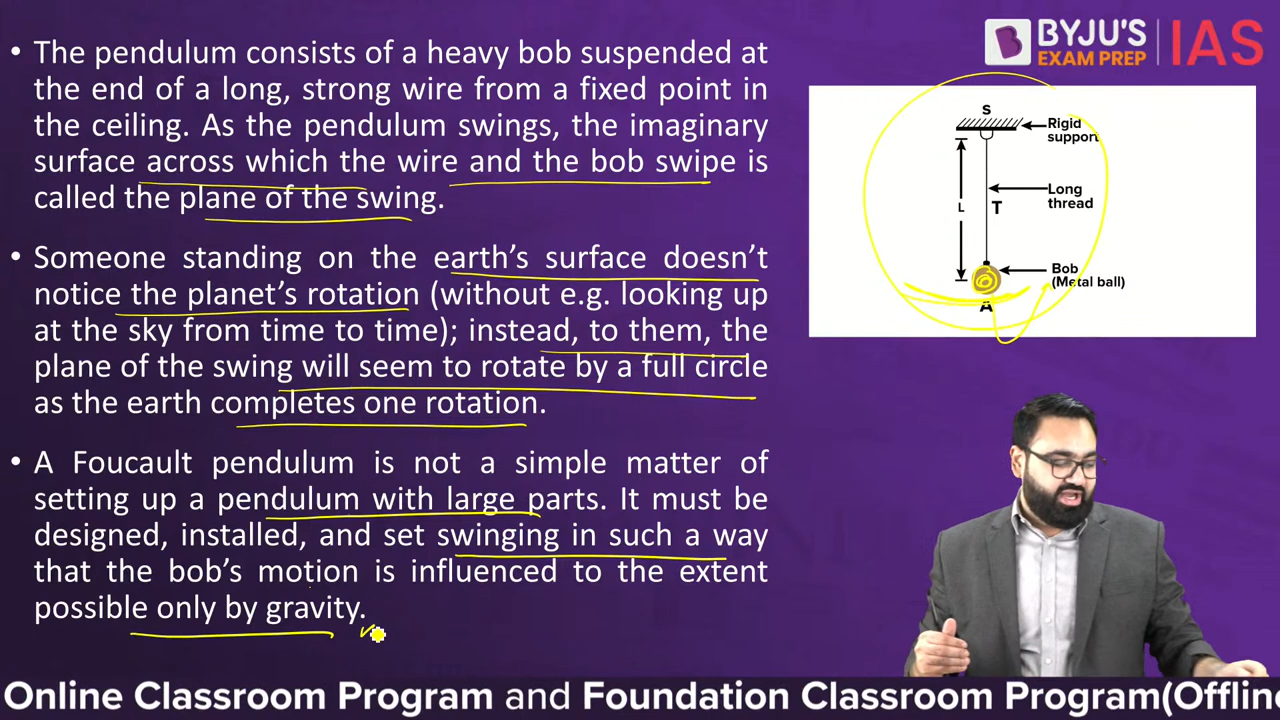 • The pendulum consists of a heavy bob suspended at
the end of a long, strong wire from a fixed point in
the ceiling. As the pendulum swings, the imaginary
surface across which the wire and the bob swipe is
called the plane of the swing.
• Someone standing on the earth’s surface doesn’t
notice the planet’s rotation (without e.g. looking up
at the sky from time to time); instead, to them, the
plane of the swing will seem to rotate by a full circle
as the earth completes one rotation.
• A Foucault pendulum is not a simple matter of
setting up a pendulum with large parts. It must be
designed, installed, and set swinging in such a way
that the bob’s motion is influenced to the extent
possible only by gravity.
BYJU'S
EXAM PREP
IAS
S
Rigid
support
Long
thread
L
T
Bob
(Metal ball)
A
Online Classroom Program and Foundation Classroom Program(Offline